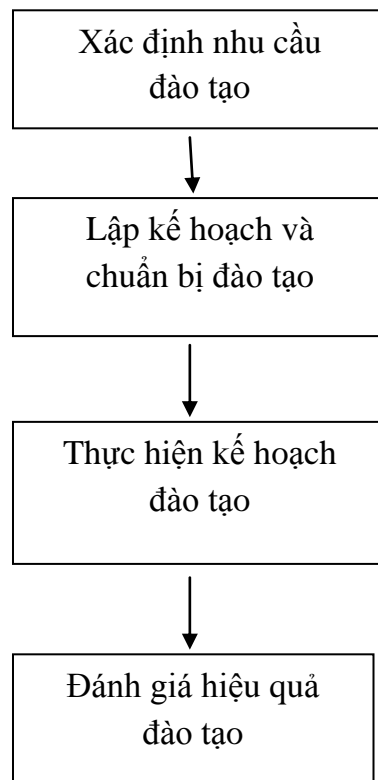 Xác định nhu cầu
đào tạo
Lập kế hoạch và
chuẩn bị đào tạo
Thực hiện kế hoạch
đào tạo
Đánh giá hiệu quả
đào tạo